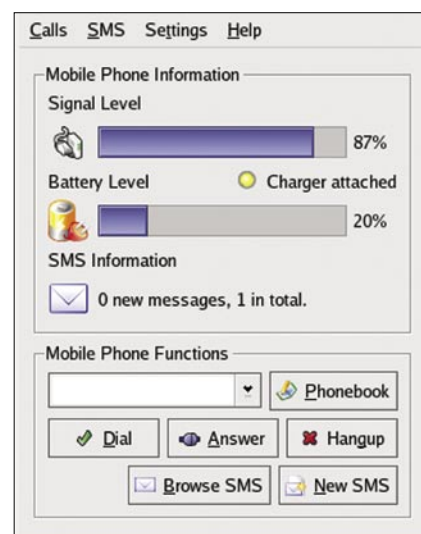 Calls SMS Settings Help
Mobile Phone Information
Signal Level
87%
Battery Level Charger attached
20%
SMS Information
0 new messages, 1 in total.
Mobile Phone Functions
Phonebook
Dial Answer Hangup
Browse SMS New SMS